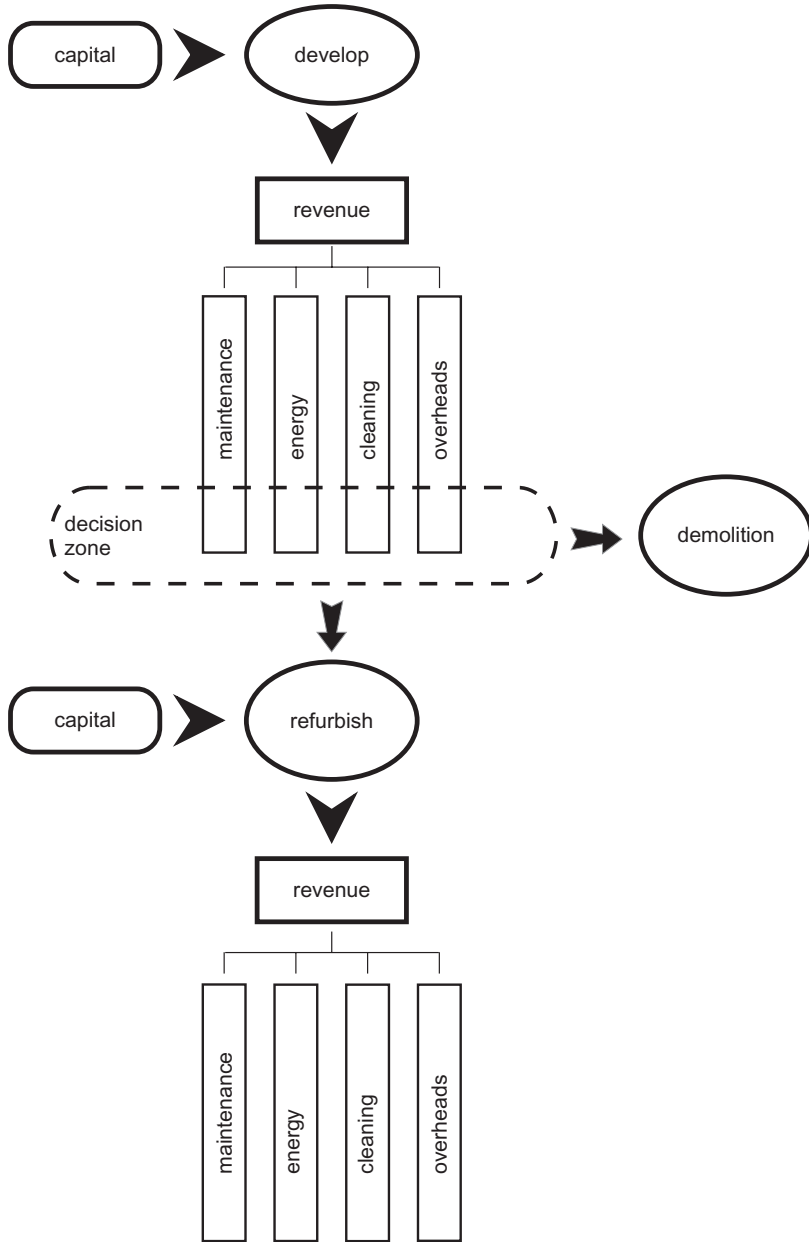 capital
develop
revenue
maintenance
energy
cleaning
overheads
decision
zone
demolition
capital
refurbish
revenue
maintenance
energy
cleaning
overheads